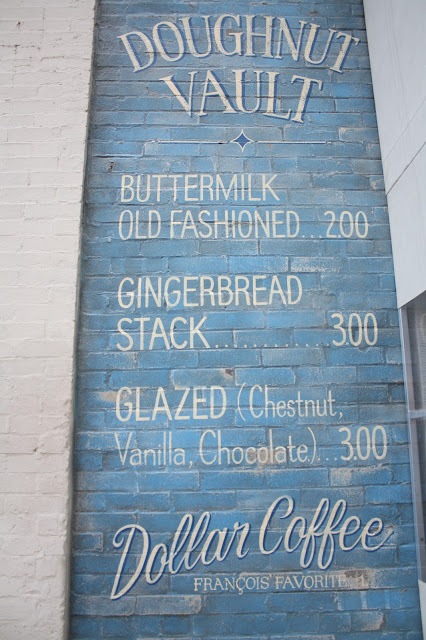 DOUGHNUT
VAULT
BUTTERMILK
OLD FASHIONED...2.00
GINGERBREAD
STACK............3.00
GLAZED (Chestnut,
Vanilla, Chocolate)...3.00
Dollar Coffee
FRANÇOIS' FAVORITE